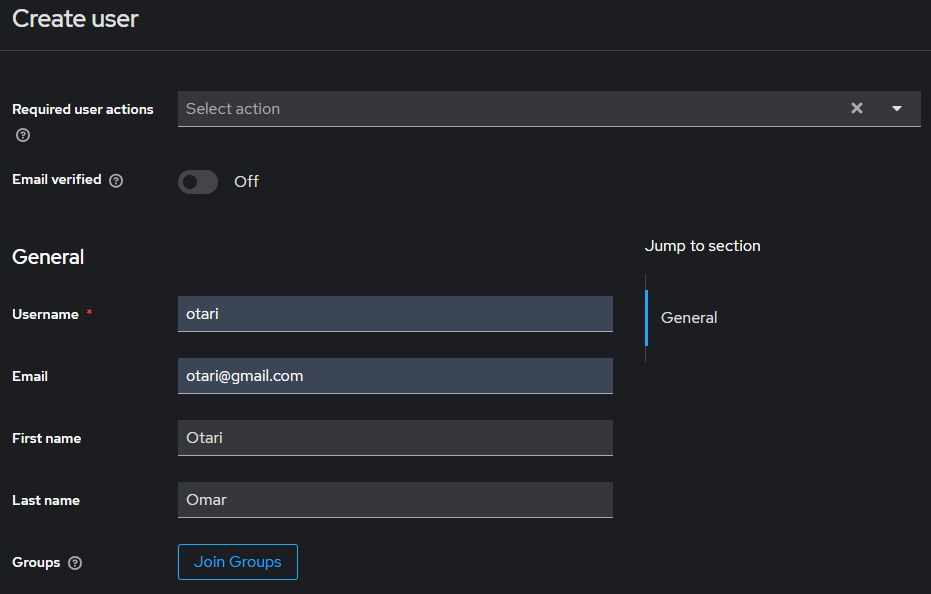 Create user
Required user actions
Select action
Email verified
Off
General
Jump to section
General
Username *
otari
Email
otari@gmail.com
First name
Otari
Last name
Omar
Groups
Join Groups